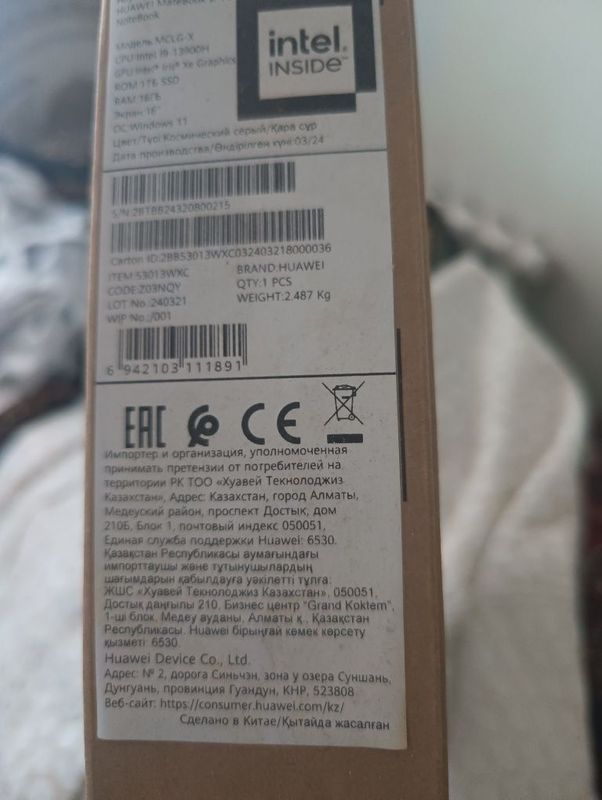 HUAWEI MateBook
NoteBook
Модель MCLG-X
CPU Intel i9-13900H
GPU Intel® Iris® Xe Graphics
ROM 1ТБ SSD
RAM 16ГБ
Экран 16"
ОС Windows 11
Цвет/Түсі:Космический серый/Қара сұр
Дата производства/Өндірілген күні:03/24
intel.
INSIDE™
S/N:2BTBB24320800215
Carton ID:2BB53013WXC032403218000036
ITEM:53013WXC
BRAND:HUAWEI
CODE:Z03NQY
QTY:1 PCS
LOT No.:240321
WEIGHT:2.487 Kg
WIP No.:/001
6 942103 111891
EAC
CE
Импортер и организация, уполномоченная
принимать претензии от потребителей на
территории РК ТОО «Хуавей Текнолоджиз
Казахстан», Адрес: Казахстан, город Алматы,
Медеуский район, проспект Достык, дом
210Б, Блок 1, почтовый индекс 050051,
Единая служба поддержки Huawei: 6530.
Қазақстан Республикасы аумағындағы
импорттаушы және тұтынушылардың
шағымдарын қабылдауға уәкілетті тұлға:
ЖШС «Хуавей Текнолоджиз Казахстан», 050051,
Достық даңғылы 210, Бизнес центр “Grand Koktem”,
1-ші блок, Медеу ауданы, Алматы қ., Қазақстан
Республикасы. Huawei бірыңғай көмек көрсету
қызметі: 6530
Huawei Device Co., Ltd.
Адрес: № 2, дорога Синьчэн, зона у озера Суншань,
Дунгуань, провинция Гуандун, КНР, 523808
Веб-сайт: https://consumer.huawei.com/kz/
Сделано в Китае/Қытайда жасалған